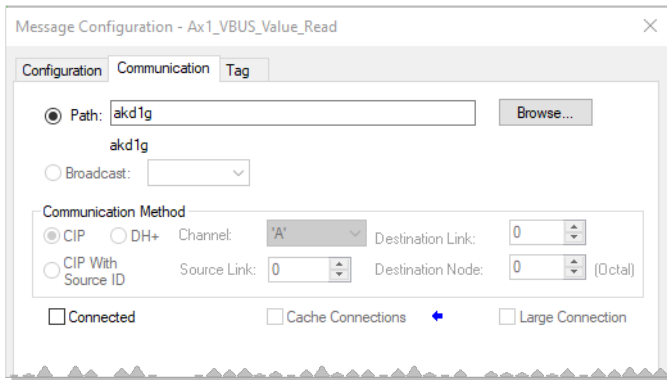 Message Configuration - Ax1_VBUS_Value_Read
Configuration Communication Tag
Path: akd1g Browse...
akd1g
Broadcast:
Communication Method
CIP DH+ Channel: 'A' Destination Link: 0
CIP With
Source ID Source Link: 0 Destination Node: 0 (Octal)
Connected Cache Connections Large Connection